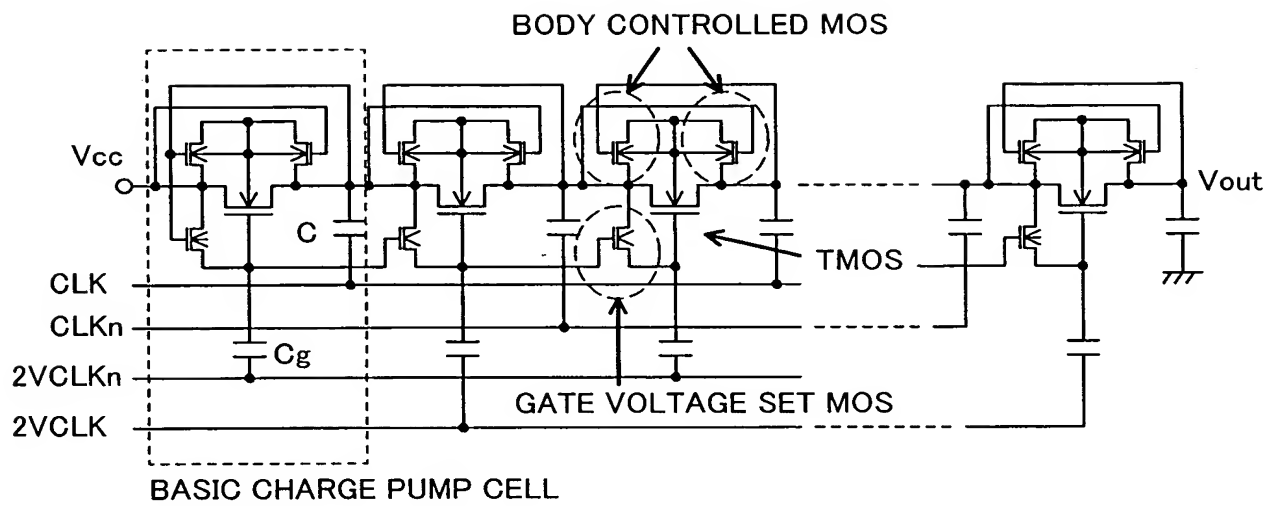 BODY CONTROLLED MOS
Vcc
Vout
C
TMOS
CLK
CLKn
Cg
2VCLKn
GATE VOLTAGE SET MOS
2VCLK
BASIC CHARGE PUMP CELL